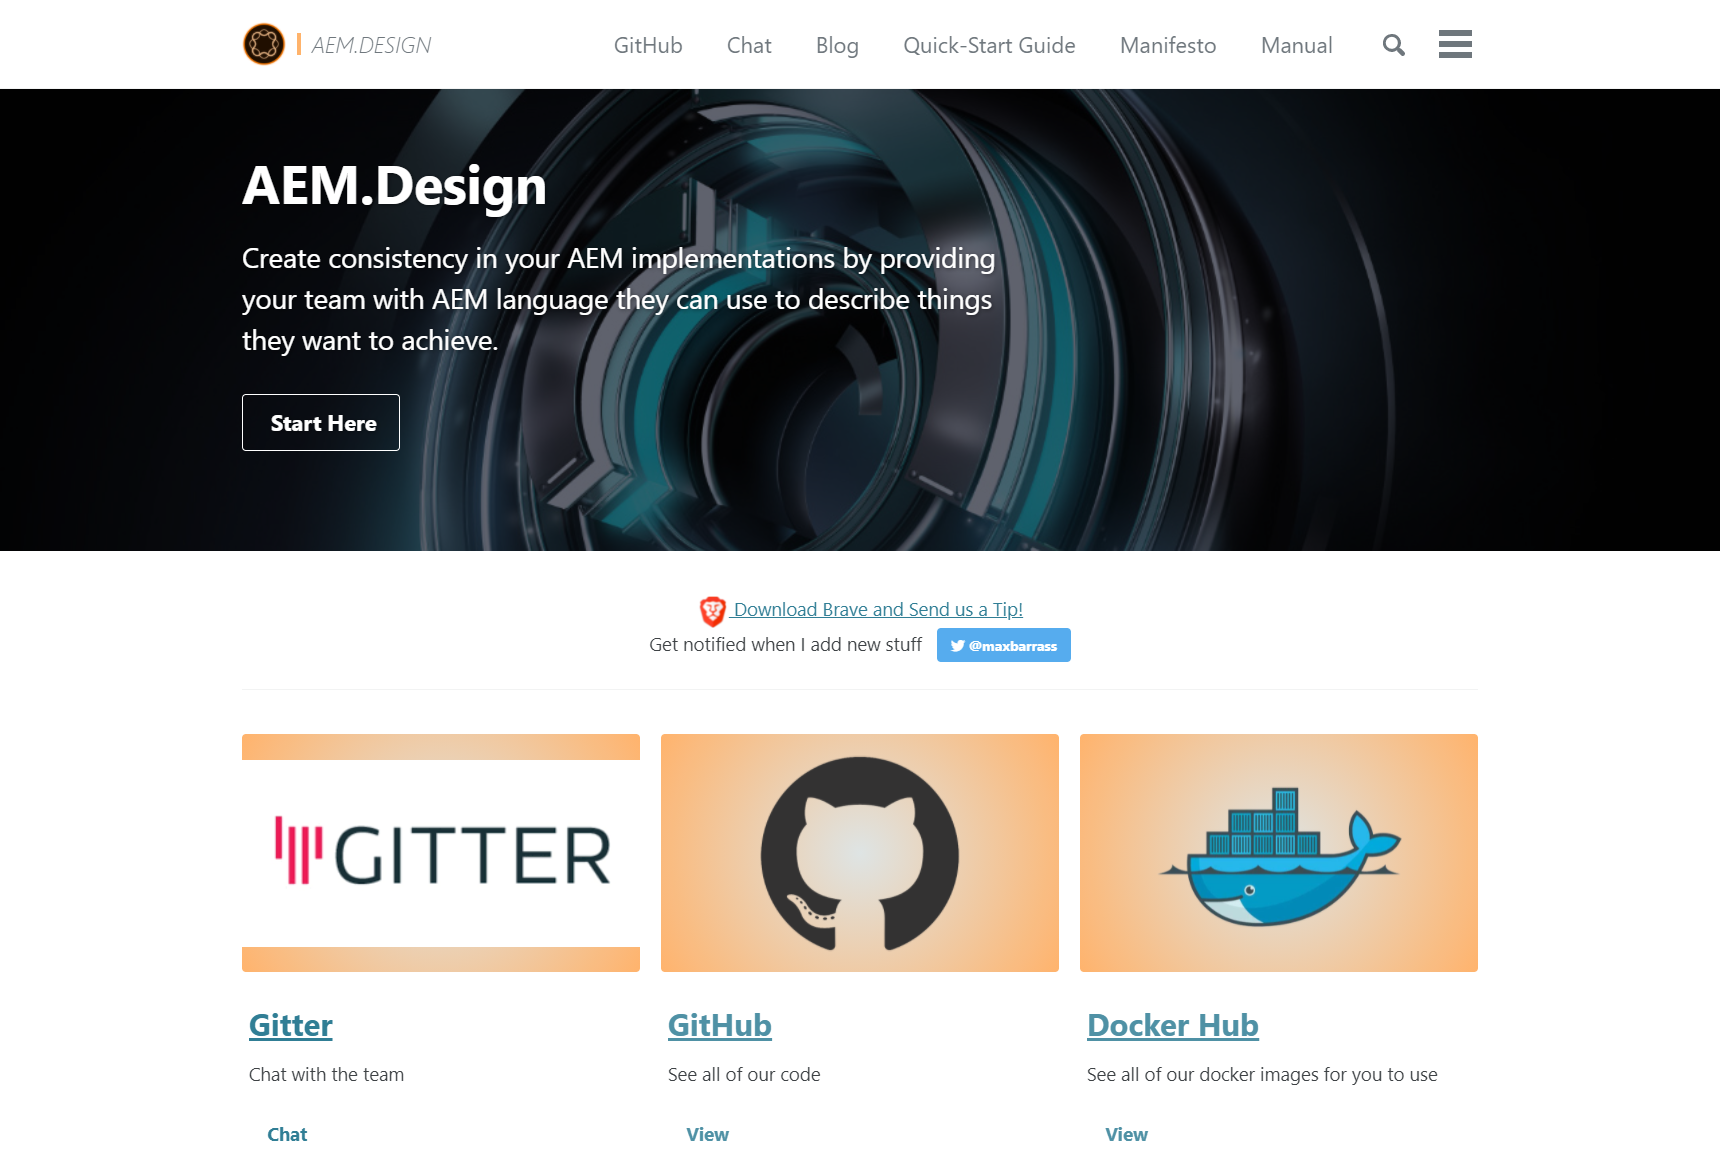 AEM.DESIGN
GitHub
Chat
Blog
Quick-Start Guide
Manifesto
Manual
AEM.Design
Create consistency in your AEM implementations by providing
your team with AEM language they can use to describe things
they want to achieve.
Start Here
Download Brave and Send us a Tip!
Get notified when I add new stuff @maxbarrass
GITTER
Gitter
Chat with the team
Chat
GitHub
See all of our code
View
Docker Hub
See all of our docker images for you to use
View